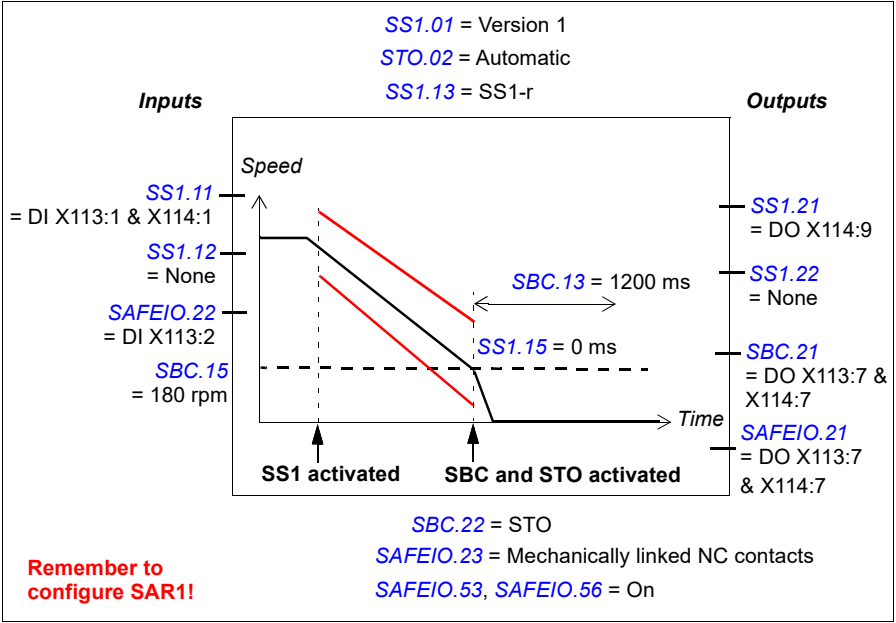 SS1.01 = Version 1
STO.02 = Automatic
SS1.13 = SS1-r
Inputs
Outputs
Speed
SS1.11
= DI X113:1 & X114:1
SS1.12
= None
SAFEIO.22
= DI X113:2
SBC.15
= 180 rpm
SBC.13 = 1200 ms
SS1.15 = 0 ms
Time
SS1 activated
SBC and STO activated
SS1.21
= DO X114:9
SS1.22
= None
SBC.21
= DO X113:7 &
X114:7
SAFEIO.21
= DO X113:7
& X114:7
SBC.22 = STO
SAFEIO.23 = Mechanically linked NC contacts
SAFEIO.53, SAFEIO.56 = On
Remember to
configure SAR1!